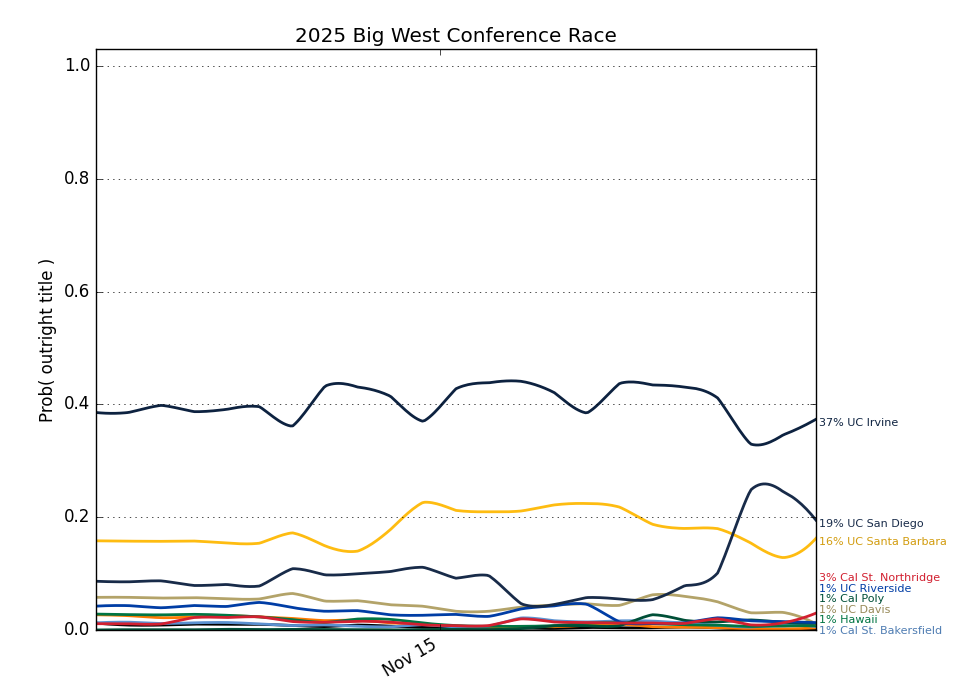 2025 Big West Conference Race
Prob( outright title )
1.0
0.8
0.6
0.4
0.2
0.0
Nov 15
37% UC Irvine
19% UC San Diego
16% UC Santa Barbara
3% Cal St. Northridge
1% UC Riverside
1% Cal Poly
1% UC Davis
1% Hawaii
1% Cal St. Bakersfield